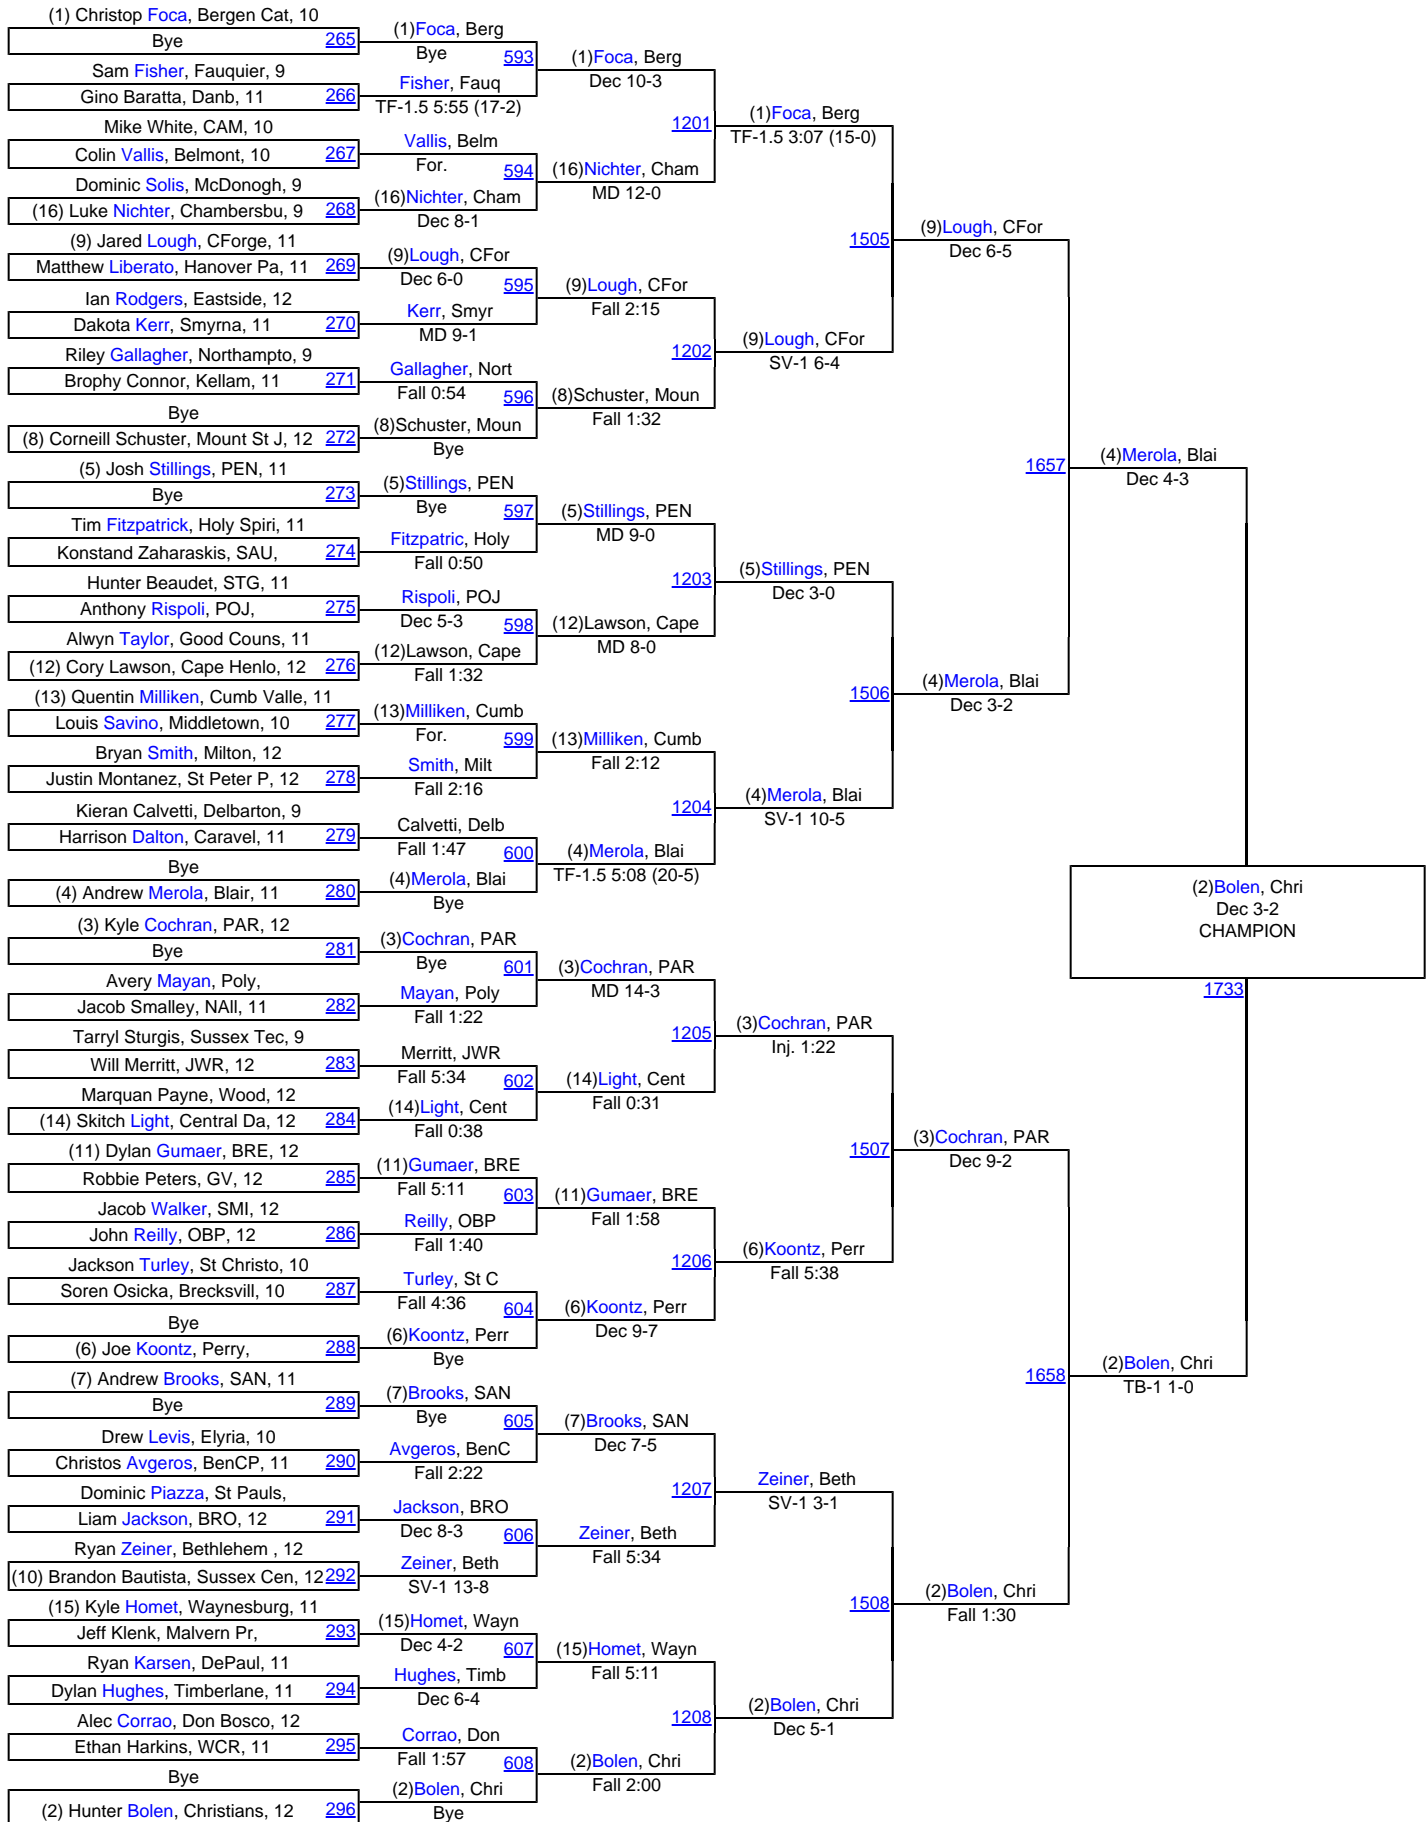 (1) Christop Foca, Bergen Cat, 10
Bye 265
Sam Fisher, Fauquier, 9
Gino Baratta, Danb, 11 266
Mike White, CAM, 10
Colin Vallis, Belmont, 10 267
Dominic Solis, McDonogh, 9
(16) Luke Nichter, Chambersbu, 9 268
(9) Jared Lough, CForge, 11
Matthew Liberato, Hanover Pa, 11 269
Ian Rodgers, Eastside, 12
Dakota Kerr, Smyrna, 11 270
Riley Gallagher, Northampto, 9
Brophy Connor, Kellam, 11 271
Bye
(8) Corneill Schuster, Mount St J, 12 272
(5) Josh Stillings, PEN, 11
Bye 273
Tim Fitzpatrick, Holy Spiri, 11
Konstand Zaharaskis, SAU, 274
Hunter Beaudet, STG, 11
Anthony Rispoli, POJ, 275
Alwyn Taylor, Good Couns, 11
(12) Cory Lawson, Cape Henlo, 12 276
(13) Quentin Milliken, Cumb Valle, 11
Louis Savino, Middletown, 10 277
Bryan Smith, Milton, 12
Justin Montanez, St Peter P, 12 278
Kieran Calvetti, Delbarton, 9
Harrison Dalton, Caravel, 11 279
Bye
(4) Andrew Merola, Blair, 11 280
(3) Kyle Cochran, PAR, 12
Bye 281
Avery Mayan, Poly,
Jacob Smalley, NAll, 11 282
Tarryl Sturgis, Sussex Tec, 9
Will Merritt, JWR, 12 283
Marquan Payne, Wood, 12
(14) Skitch Light, Central Da, 12 284
(11) Dylan Gumaer, BRE, 12
Robbie Peters, GV, 12 285
Jacob Walker, SMI, 12
John Reilly, OBP, 12 286
Jackson Turley, St Christo, 10
Soren Osicka, Brecksvill, 10 287
Bye
(6) Joe Koontz, Perry, 288
(7) Andrew Brooks, SAN, 11
Bye 289
Drew Levis, Elyria, 10
Christos Avgeros, BenCP, 11 290
Dominic Piazza, St Pauls,
Liam Jackson, BRO, 12 291
Ryan Zeiner, Bethlehem , 12
(10) Brandon Bautista, Sussex Cen, 12 292
(15) Kyle Homet, Waynesburg, 11
Jeff Klenk, Malvern Pr, 293
Ryan Karsen, DePaul, 11
Dylan Hughes, Timberlane, 11 294
Alec Corrao, Don Bosco, 12
Ethan Harkins, WCR, 11 295
Bye
(2) Hunter Bolen, Christians, 12 296
(1)Foca, Berg
Bye 593
Fisher, Fauq
TF-1.5 5:55 (17-2)
Vallis, Belm
For. 594
(16)Nichter, Cham
Dec 8-1
(9)Lough, CFor
Dec 6-0 595
Kerr, Smyr
MD 9-1
Gallagher, Nort
Fall 0:54 596
(8)Schuster, Moun
Bye
(5)Stillings, PEN
Bye 597
Fitzpatric, Holy
Fall 0:50
Rispoli, POJ
Dec 5-3 598
(12)Lawson, Cape
Fall 1:32
(13)Milliken, Cumb
For. 599
Smith, Milt
Fall 2:16
Calvetti, Delb
Fall 1:47 600
(4)Merola, Blai
Bye
(3)Cochran, PAR
Bye 601
Mayan, Poly
Fall 1:22
Merritt, JWR
Fall 5:34 602
(14)Light, Cent
Fall 0:38
(11)Gumaer, BRE
Fall 5:11 603
Reilly, OBP
Fall 1:40
Turley, St C
Fall 4:36 604
(6)Koontz, Perr
Bye
(7)Brooks, SAN
Bye 605
Avgeros, BenC
Fall 2:22
Jackson, BRO
Dec 8-3 606
Zeiner, Beth
SV-1 13-8
(15)Homet, Wayn
Dec 4-2 607
Hughes, Timb
Dec 6-4
Corrao, Don
Fall 1:57 608
(2)Bolen, Chri
Bye
(1)Foca, Berg
Dec 10-3
1201
(16)Nichter, Cham
MD 12-0
(9)Lough, CFor
Fall 2:15
1202
(8)Schuster, Moun
Fall 1:32
(5)Stillings, PEN
MD 9-0
1203
(12)Lawson, Cape
MD 8-0
(13)Milliken, Cumb
Fall 2:12
1204
(4)Merola, Blai
TF-1.5 5:08 (20-5)
(3)Cochran, PAR
MD 14-3
1205
(14)Light, Cent
Fall 0:31
(11)Gumaer, BRE
Fall 1:58
1206
(6)Koontz, Perr
Dec 9-7
(7)Brooks, SAN
Dec 7-5
1207
Zeiner, Beth
Fall 5:34
(15)Homet, Wayn
Fall 5:11
1208
(2)Bolen, Chri
Fall 2:00
(1)Foca, Berg
TF-1.5 3:07 (15-0)
1505
(9)Lough, CFor
SV-1 6-4
(5)Stillings, PEN
Dec 3-0
1506
(4)Merola, Blai
SV-1 10-5
(3)Cochran, PAR
Inj. 1:22
1507
(6)Koontz, Perr
Fall 5:38
Zeiner, Beth
SV-1 3-1
1508
(2)Bolen, Chri
Dec 5-1
(9)Lough, CFor
Dec 6-5
1657
(4)Merola, Blai
Dec 3-2
(3)Cochran, PAR
Dec 9-2
1658
(2)Bolen, Chri
Fall 1:30
(4)Merola, Blai
Dec 4-3
(2)Bolen, Chri
Dec 3-2
CHAMPION
1733
(2)Bolen, Chri
TB-1 1-0